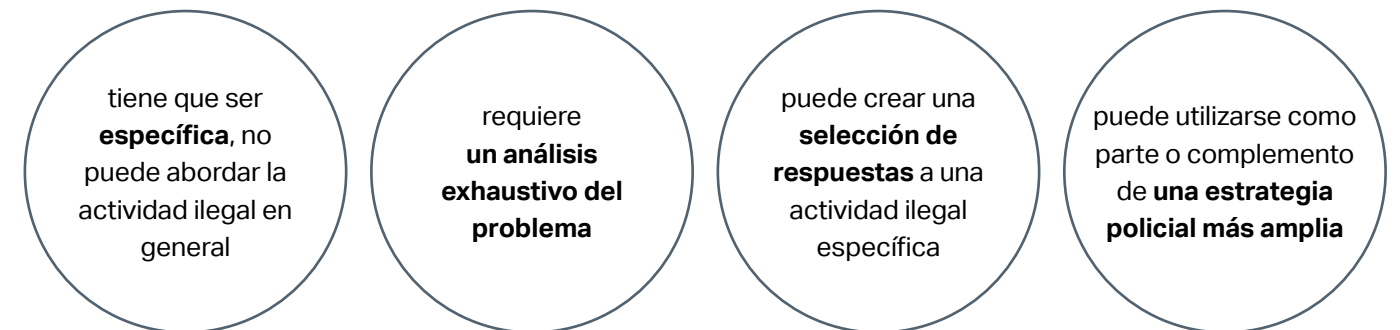 tiene que ser
específica, no
puede abordar la
actividad ilegal en
general
requiere
un análisis
exhaustivo del
problema
puede crear una
selección de
respuestas a una
actividad ilegal
específica
puede utilizarse como
parte o complemento
de una estrategia
policial más amplia